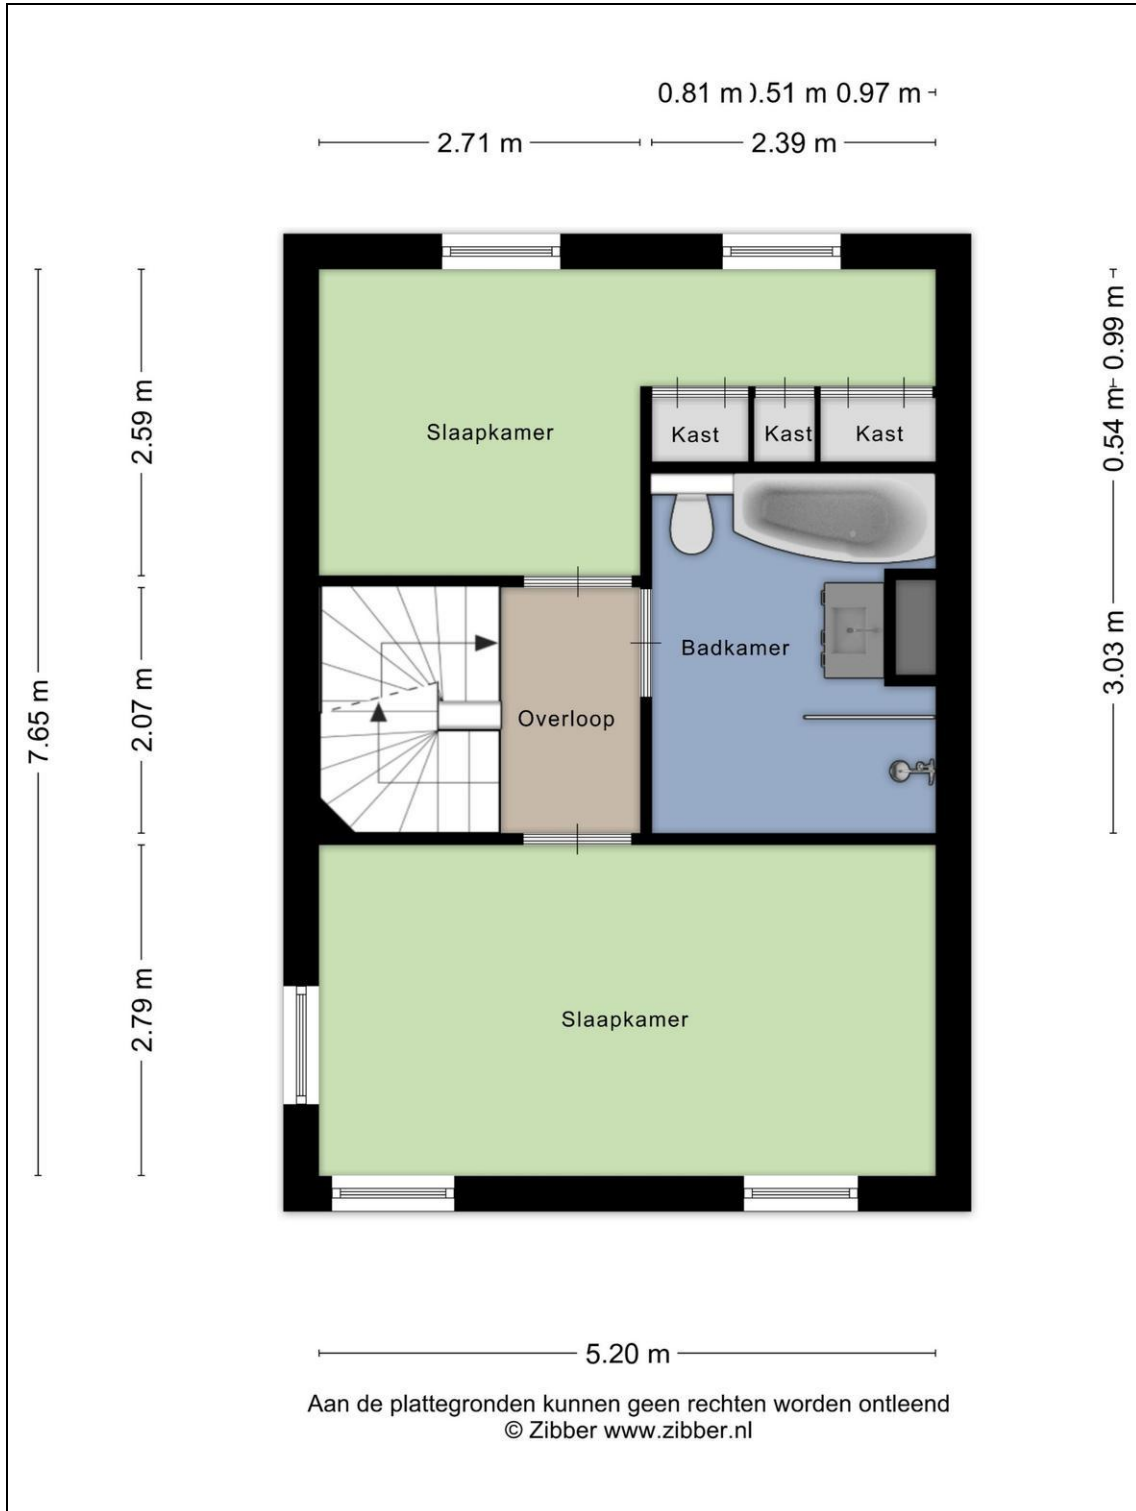 0.81 m 0.51 m 0.97 m
2.71 m 2.39 m
0.99 m
2.59 m
0.54 m
Slaapkamer
Kast Kast Kast
Badkamer
3.03 m
7.65 m
2.07 m
Overloop
2.79 m
Slaapkamer
5.20 m
Aan de plattegronden kunnen geen rechten worden ontleend
© Zibber www.zibber.nl